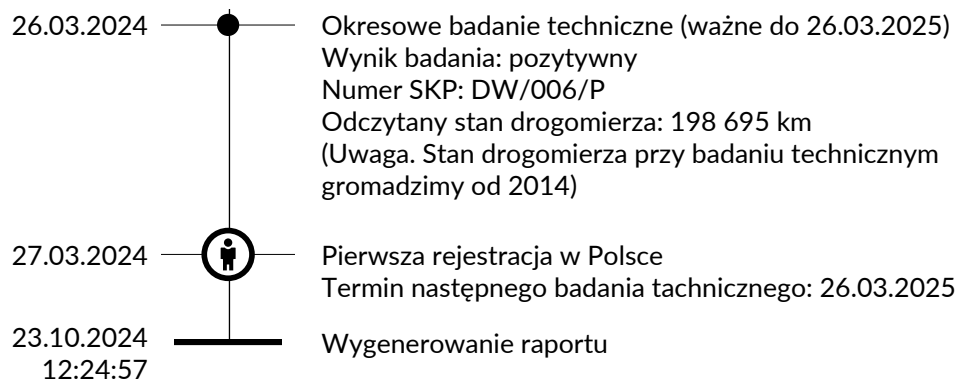 26.03.2024
Okresowe badanie techniczne (ważne do 26.03.2025)
Wynik badania: pozytywny
Numer SKP: DW/006/P
Odczytany stan drogomierza: 198 695 km
(Uwaga. Stan drogomierza przy badaniu technicznym
gromadzimy od 2014)
27.03.2024
Pierwsza rejestracja w Polsce
Termin następnego badania tachnicznego: 26.03.2025
23.10.2024
12:24:57
Wygenerowanie raportu